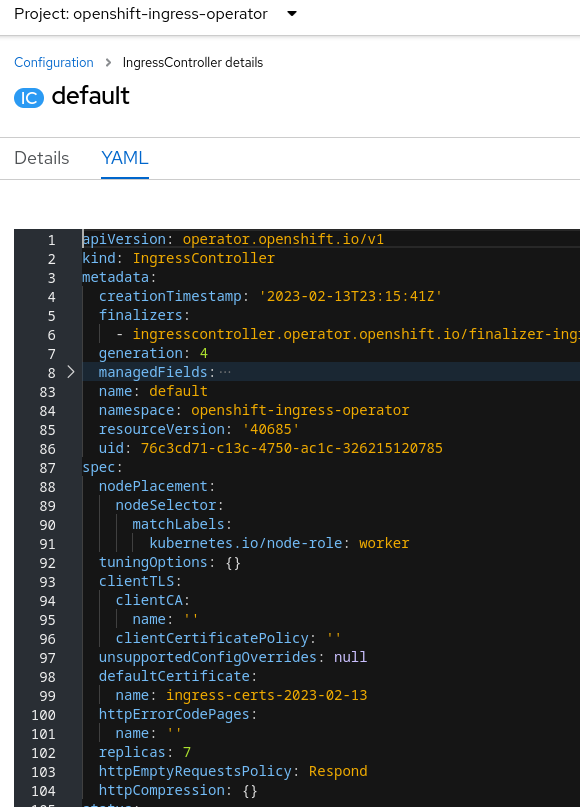 Project: openshift-ingress-operator
Configuration > IngressController details
IC default
Details YAML
1 apiVersion: operator.openshift.io/v1
2 kind: IngressController
3 metadata:
4 creationTimestamp: '2023-02-13T23:15:41Z'
5 finalizers:
6 - ingresscontroller.operator.openshift.io/finalizer-ing
7 generation: 4
8 managedFields: ···
83 name: default
84 namespace: openshift-ingress-operator
85 resourceVersion: '40685'
86 uid: 76c3cd71-c13c-4750-ac1c-326215120785
87 spec:
88 nodePlacement:
89 nodeSelector:
90 matchLabels:
91 kubernetes.io/node-role: worker
92 tuningOptions: {}
93 clientTLS:
94 clientCA:
95 name: ''
96 clientCertificatePolicy: ''
97 unsupportedConfigOverrides: null
98 defaultCertificate:
99 name: ingress-certs-2023-02-13
100 httpErrorCodePages:
101 name: ''
102 replicas: 7
103 httpEmptyRequestsPolicy: Respond
104 httpCompression: {}